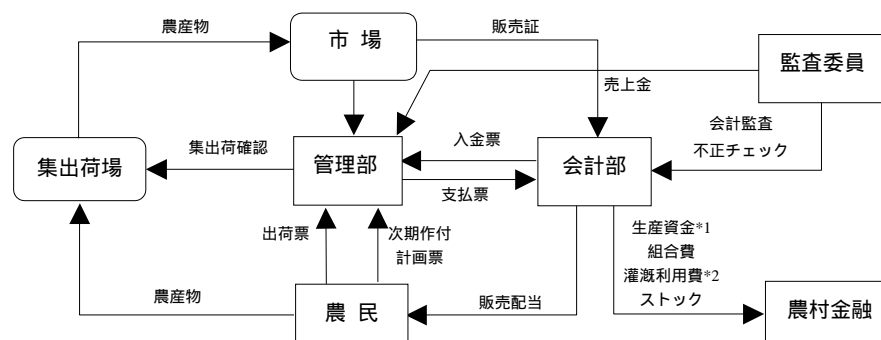 農産物
市 場
販売証
監査委員
売上金
会計監査
不正チェック
集出荷場
集出荷確認
管理部
入金票
支払票
会計部
出荷票
次期作付
計画票
生産資金*1
組合費
灌漑利用費*2
ストック
農産物
農 民
販売配当
農村金融